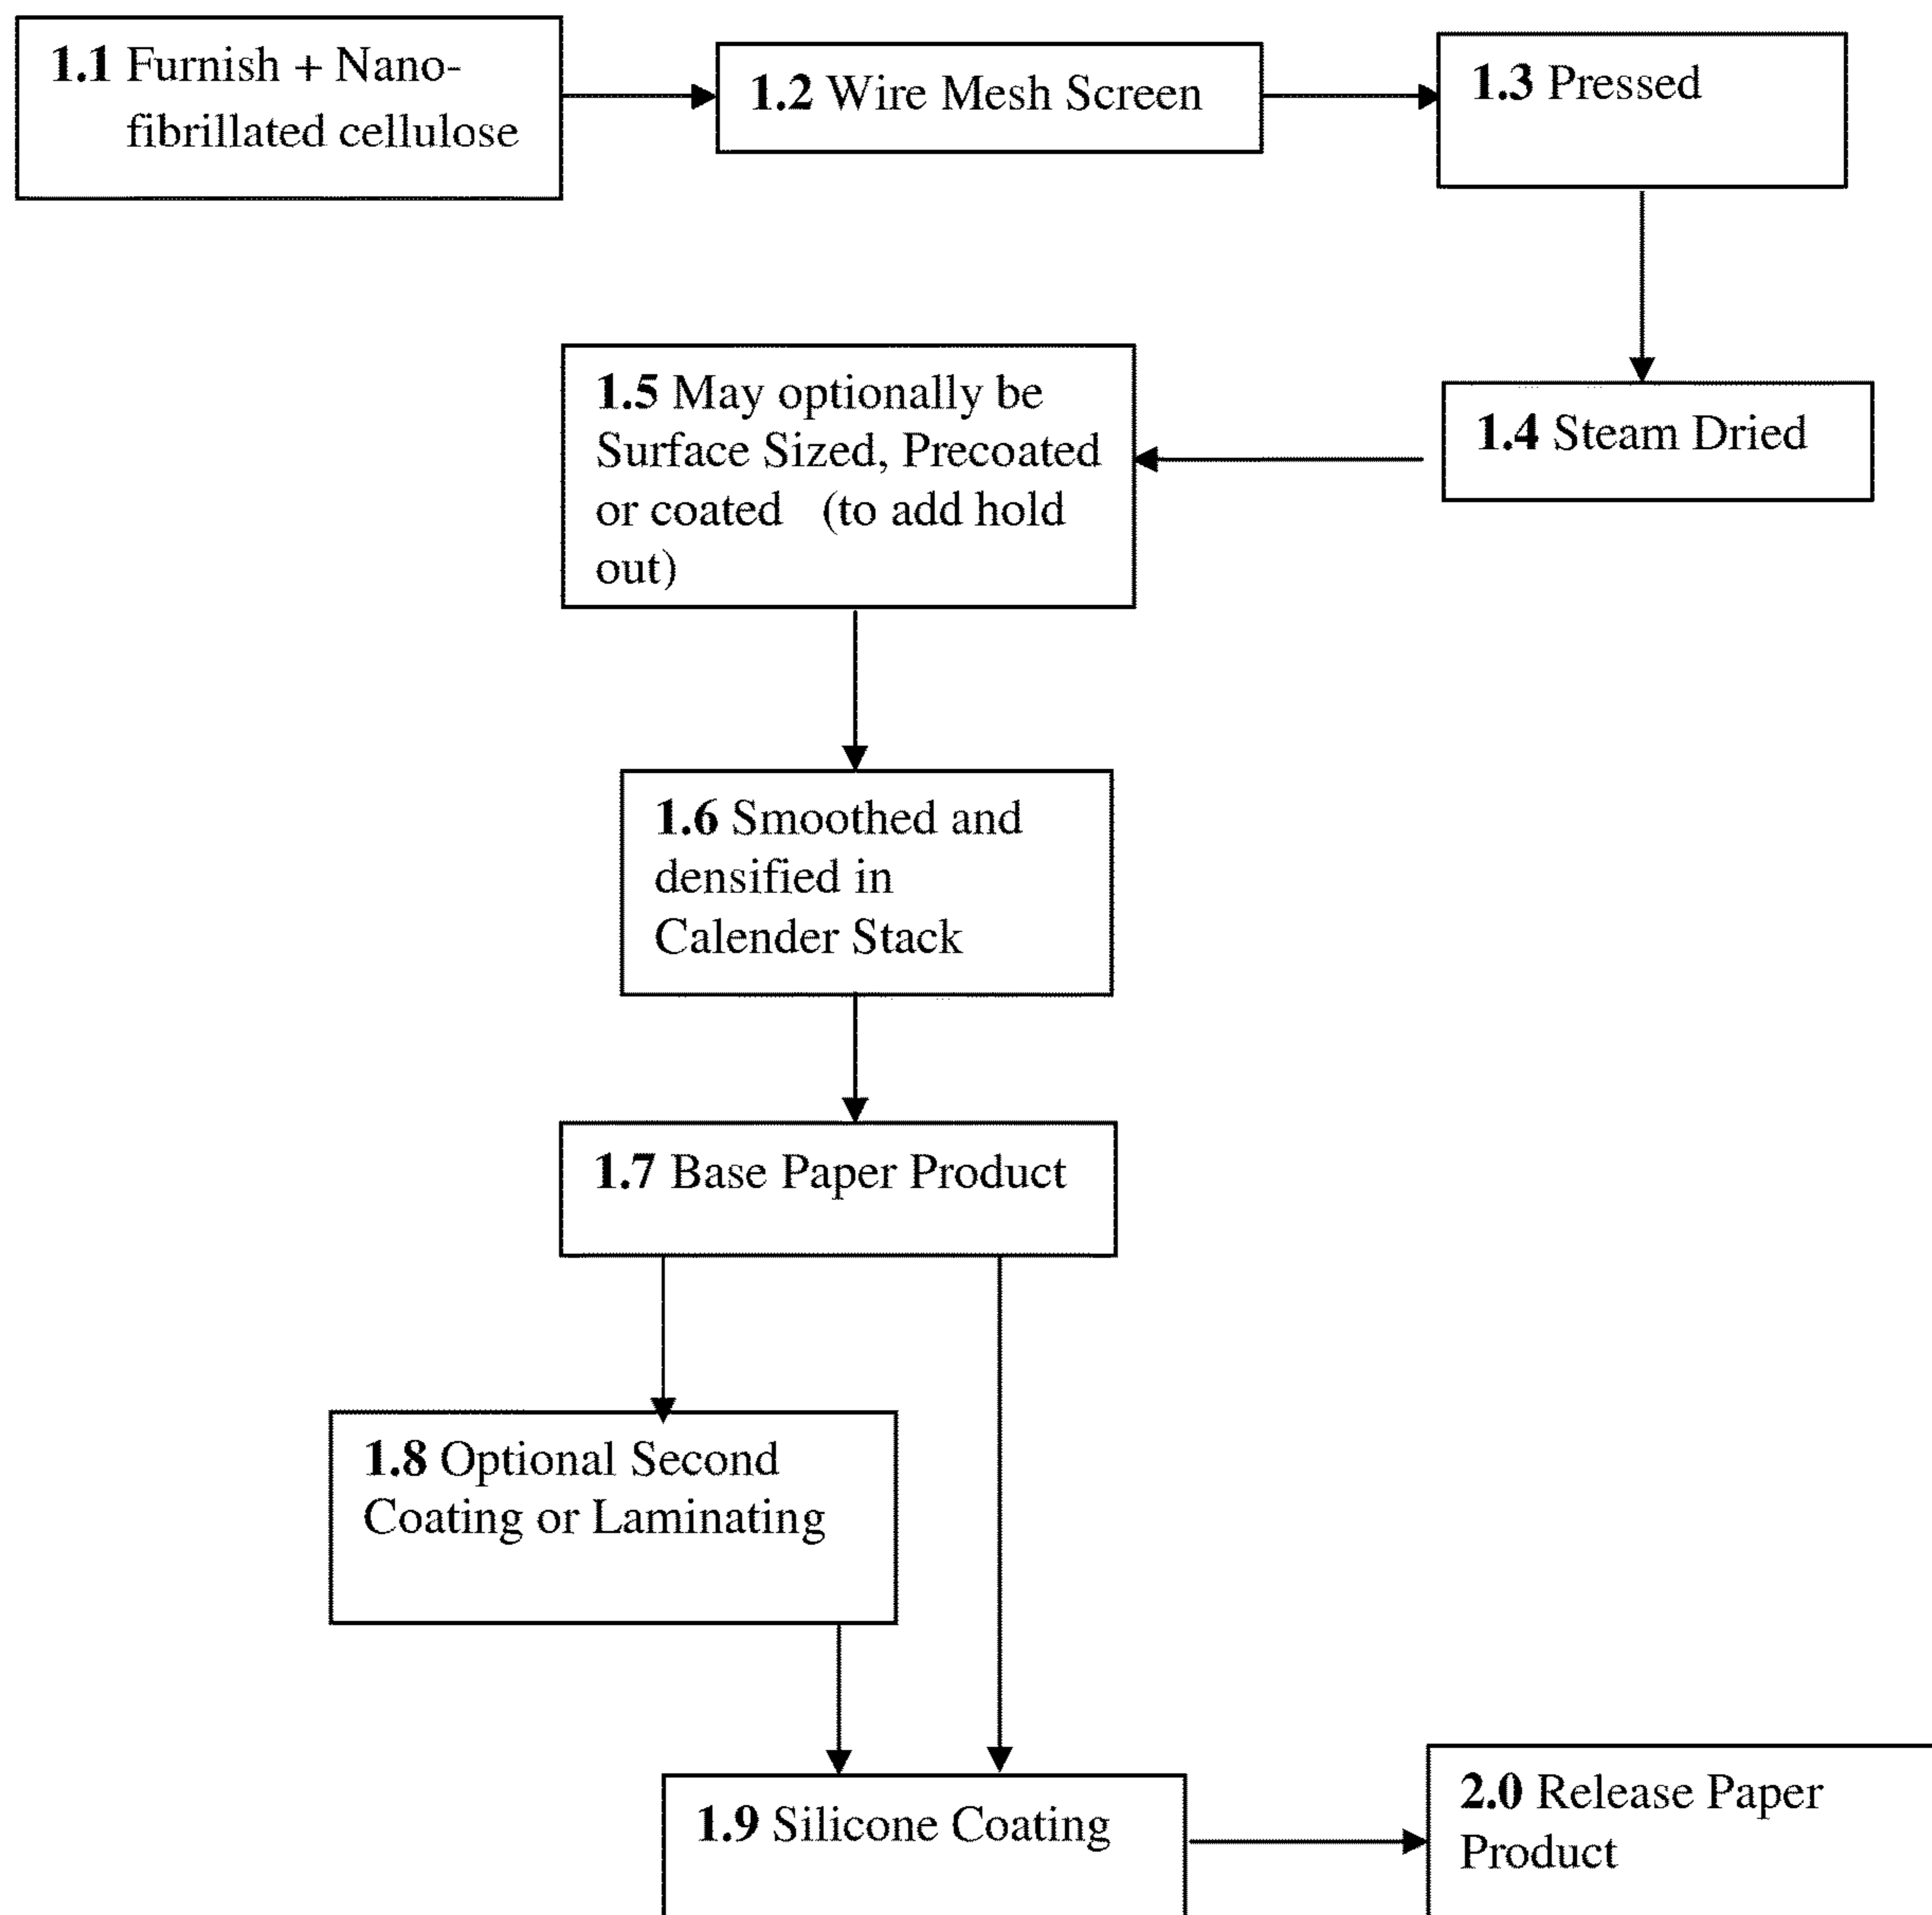 1.1 Furnish + Nano-
fibrillated cellulose
1.2 Wire Mesh Screen
1.3 Pressed
1.4 Steam Dried
1.5 May optionally be
Surface Sized, Precoated
or coated (to add hold
out)
1.6 Smoothed and
densified in
Calender Stack
1.7 Base Paper Product
1.8 Optional Second
Coating or Laminating
1.9 Silicone Coating
2.0 Release Paper
Product